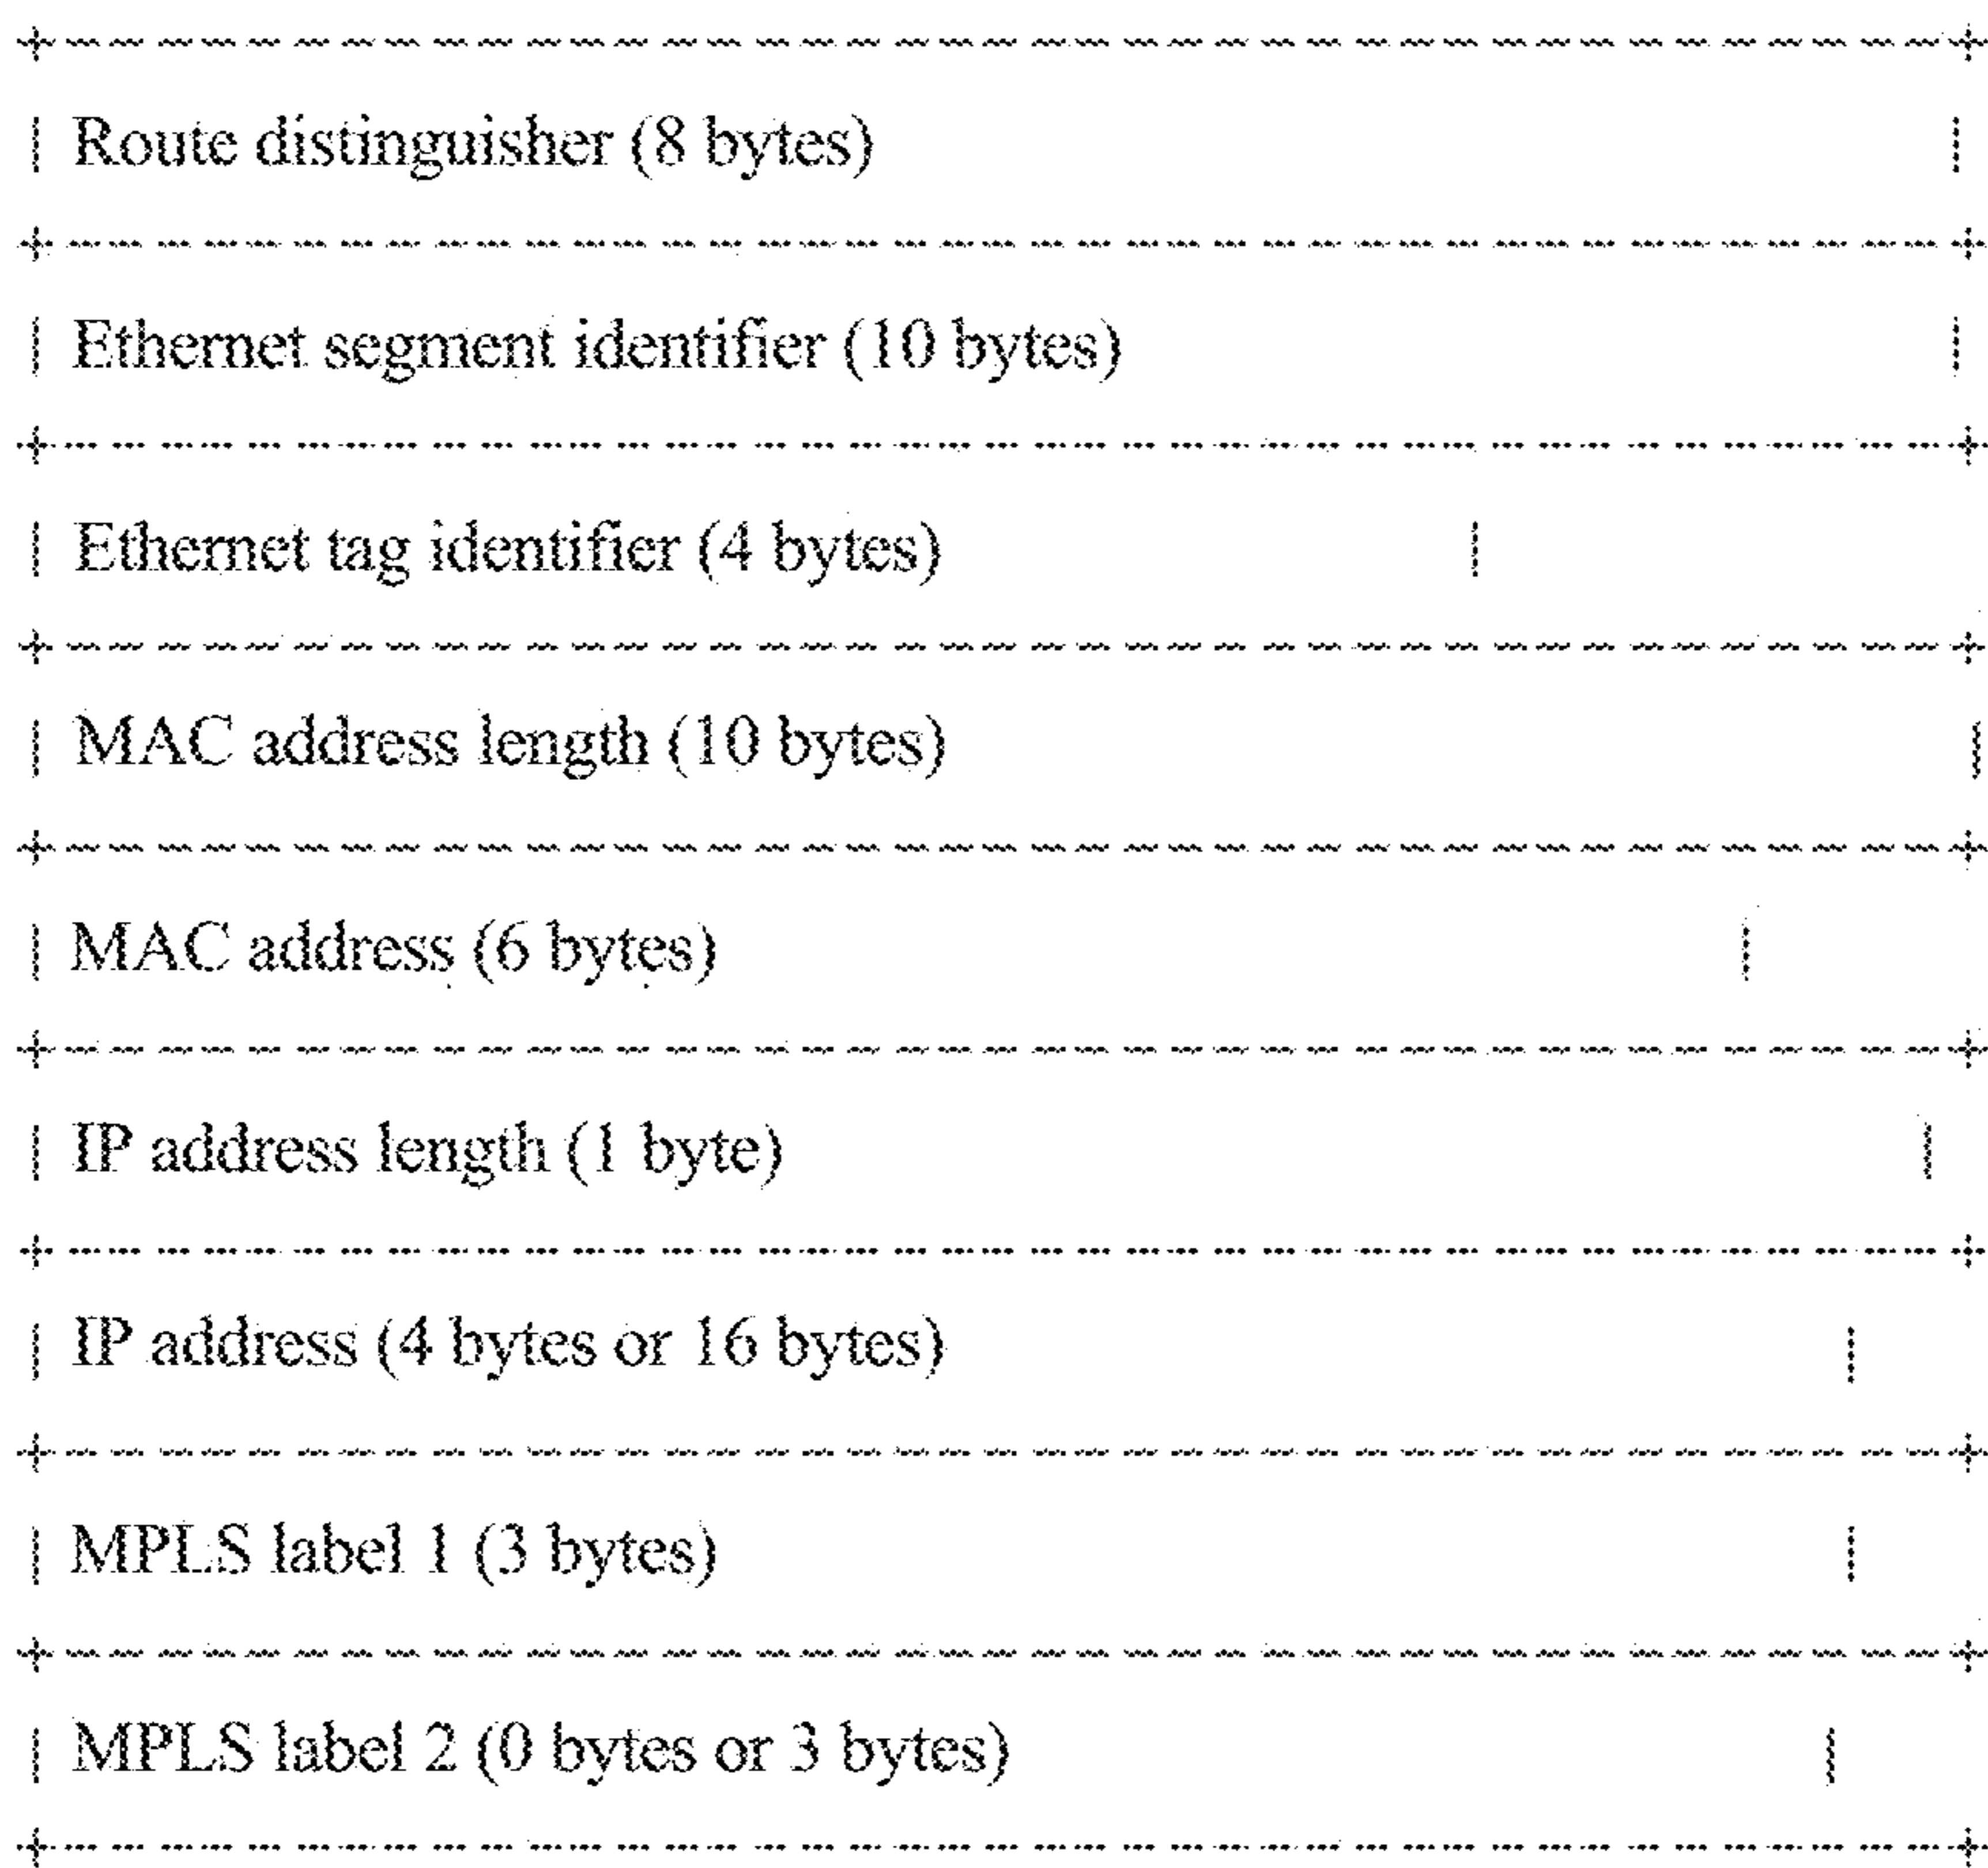 Route distinguisher (8 bytes)
Ethernet segment identifier (10 bytes)
Ethernet tag identifier (4 bytes)
MAC address length (10 bytes)
MAC address (6 bytes)
IP address length (1 byte)
IP address (4 bytes or 16 bytes)
MPLS label 1 (3 bytes)
MPLS label 2 (0 bytes or 3 bytes)